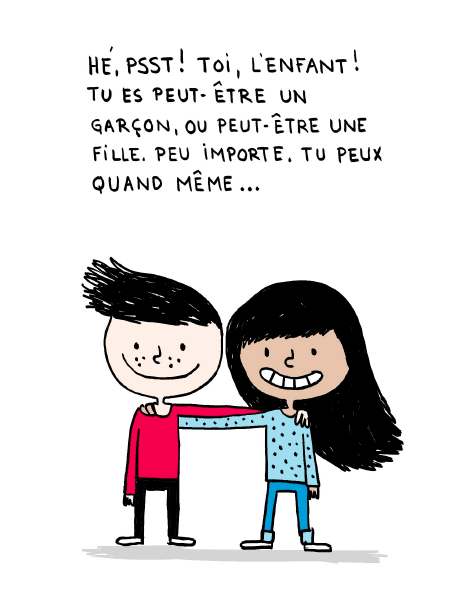 HÉ, PSST! TOI, L'ENFANT!
TU ES PEUT-ÊTRE UN
GARÇON, OU PEUT-ÊTRE UNE
FILLE. PEU IMPORTE. TU PEUX
QUAND MÊME...